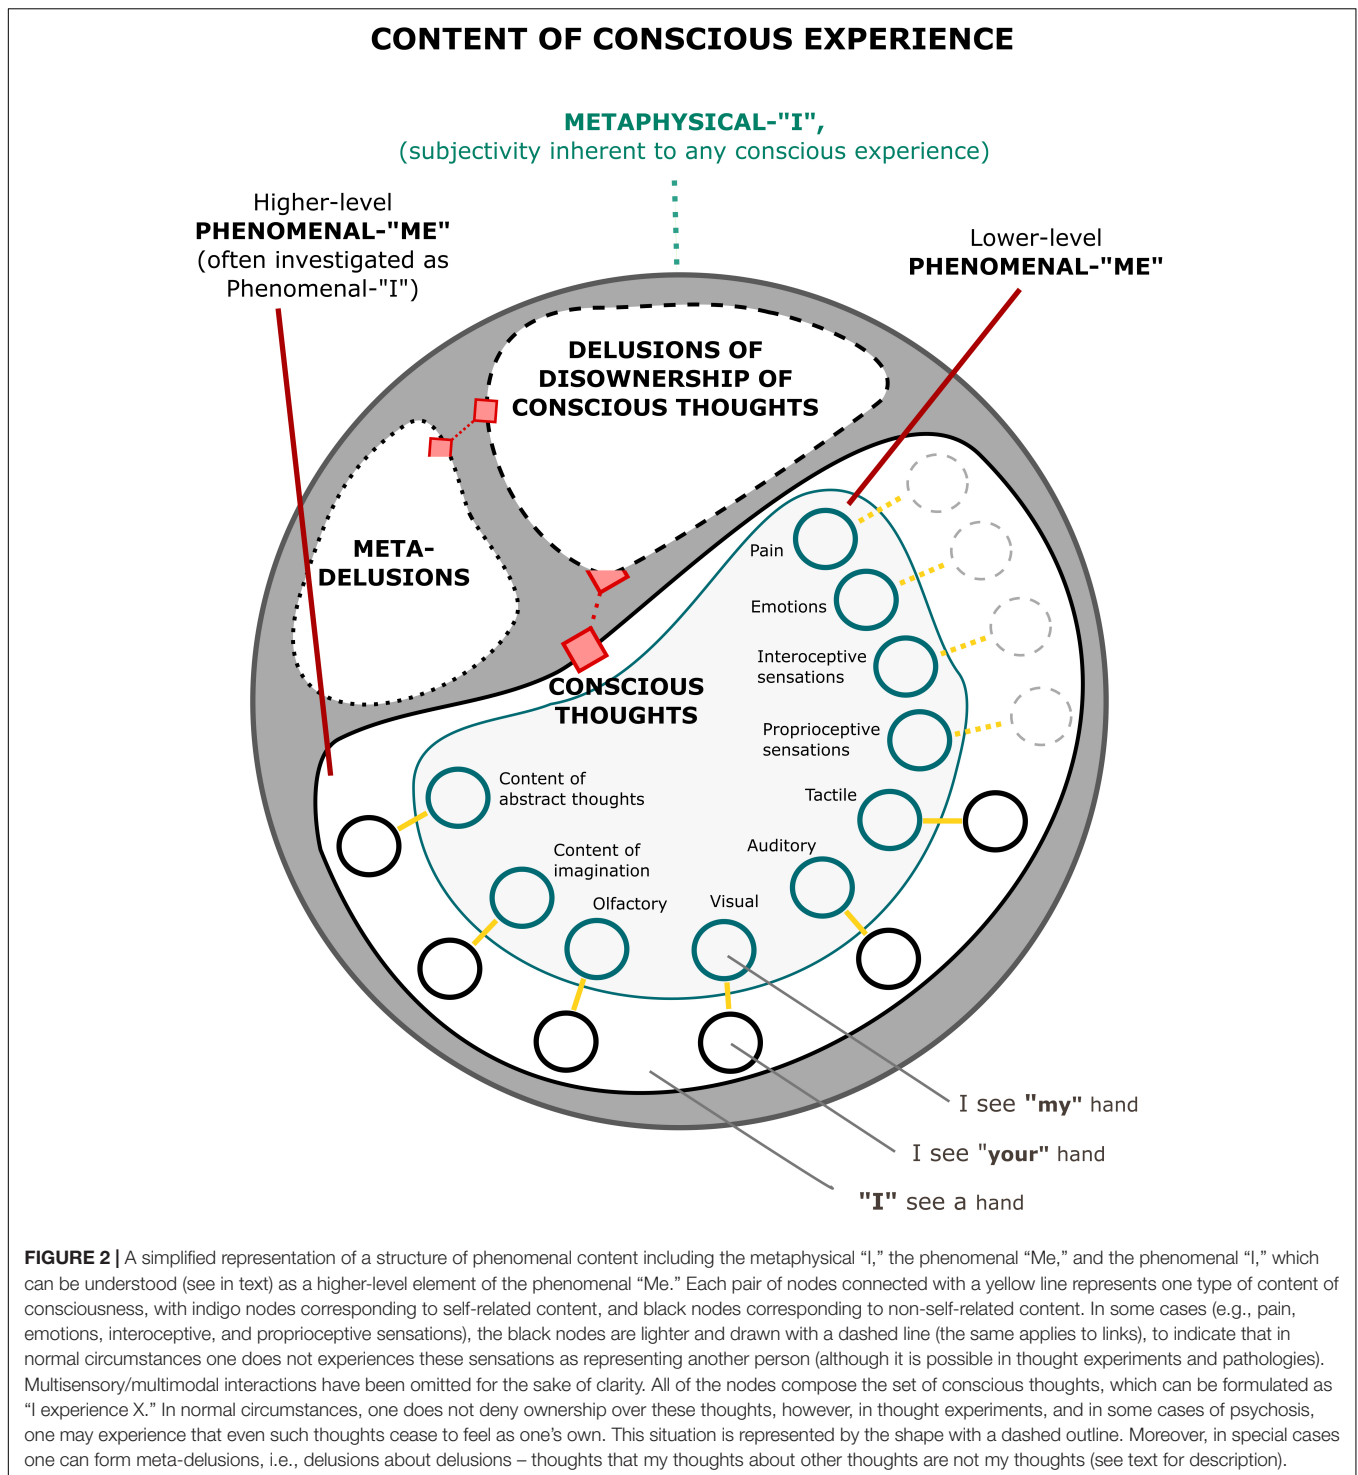 CONTENT OF CONSCIOUS EXPERIENCE
METAPHYSICAL-"I",
(subjectivity inherent to any conscious experience)
Higher-level
PHENOMENAL-"ME"
(often investigated as
Phenomenal-"I")
Lower-level
PHENOMENAL-"ME"
DELUSIONS OF
DISOWNERSHIP OF
CONSCIOUS THOUGHTS
META-
DELUSIONS
Pain
Emotions
Interoceptive
sensations
CONSCIOUS
THOUGHTS
Proprioceptive
sensations
Content of
abstract thoughts
Tactile
Auditory
Content of
imagination
Olfactory
Visual
I see "my" hand
I see "your" hand
"I" see a hand
FIGURE 2 | A simplified representation of a structure of phenomenal content including the metaphysical “I,” the phenomenal “Me,” and the phenomenal “I,” which
can be understood (see in text) as a higher-level element of the phenomenal “Me.” Each pair of nodes connected with a yellow line represents one type of content of
consciousness, with indigo nodes corresponding to self-related content, and black nodes corresponding to non-self-related content. In some cases (e.g., pain,
emotions, interoceptive, and proprioceptive sensations), the black nodes are lighter and drawn with a dashed line (the same applies to links), to indicate that in
normal circumstances one does not experiences these sensations as representing another person (although it is possible in thought experiments and pathologies).
Multisensory/multimodal interactions have been omitted for the sake of clarity. All of the nodes compose the set of conscious thoughts, which can be formulated as
“I experience X.” In normal circumstances, one does not deny ownership over these thoughts, however, in thought experiments, and in some cases of psychosis,
one may experience that even such thoughts cease to feel as one’s own. This situation is represented by the shape with a dashed outline. Moreover, in special cases
one can form meta-delusions, i.e., delusions about delusions – thoughts that my thoughts about other thoughts are not my thoughts (see text for description).